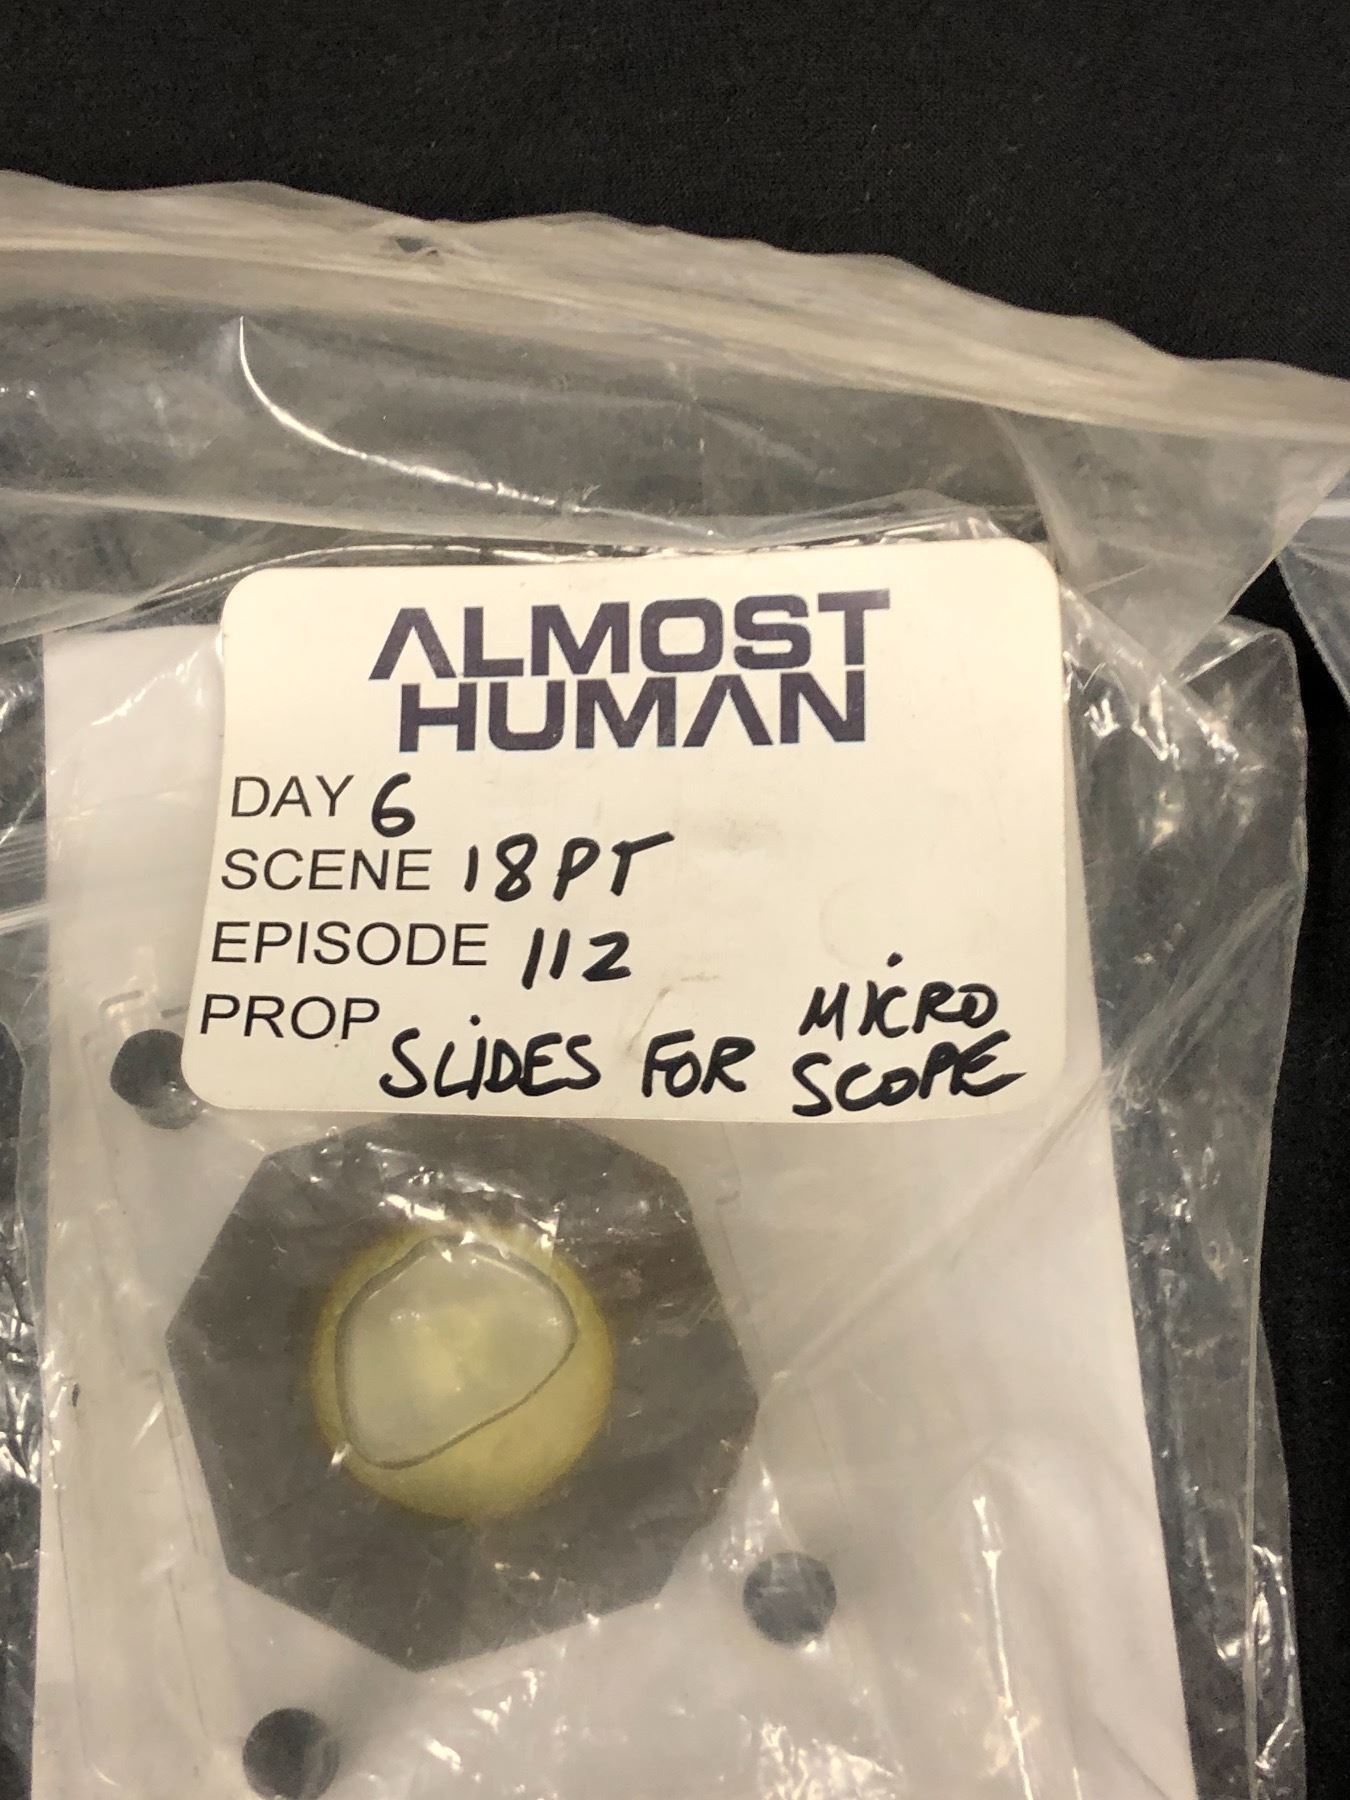 ALMOST
HUMAN
DAY 6
SCENE 18PT
EPISODE 112
PROP SLIDES FOR MICRO
SCOPE